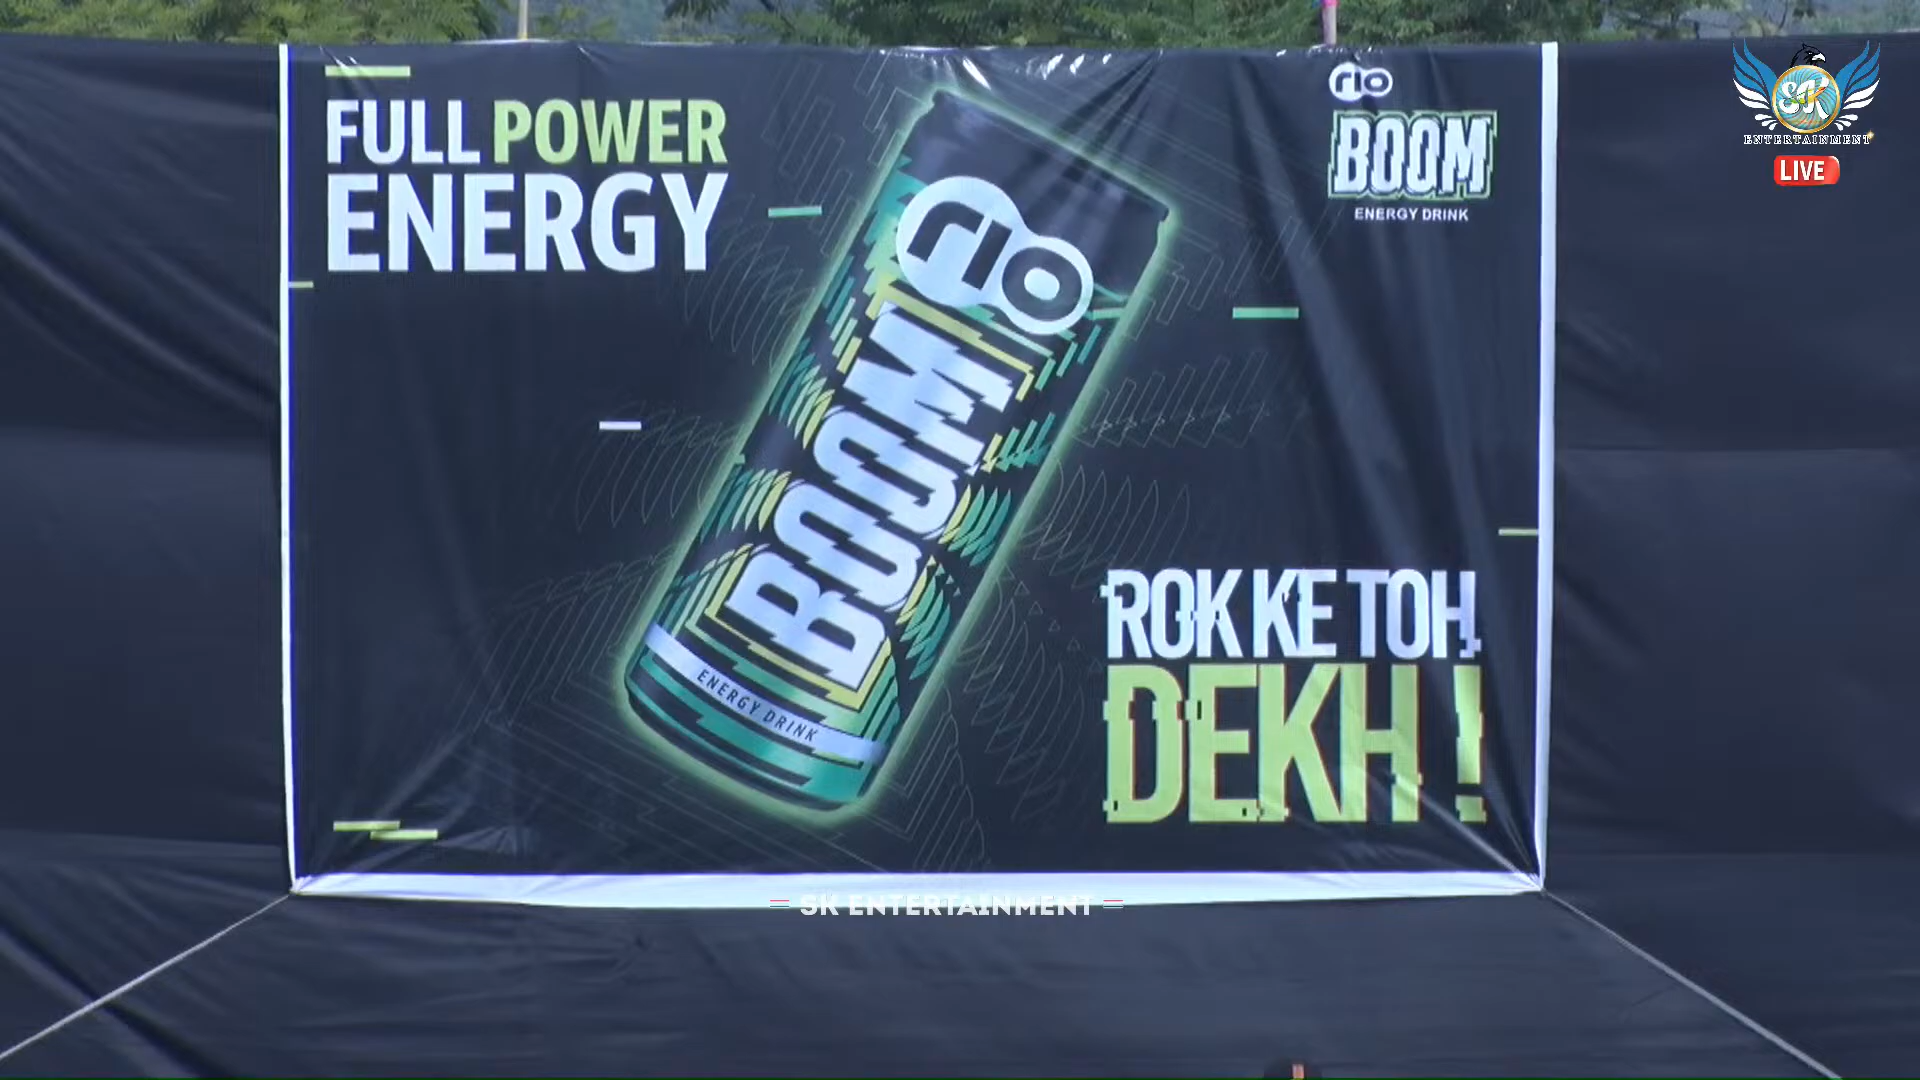 FULL POWER
ENERGY
rio
BOOM
ENERGY DRINK
rio
BOOM
ENERGY DRINK
ROK KE TOH
DEKH !
SK
ENTERTAINMENT
LIVE
SK ENTERTAINMENT